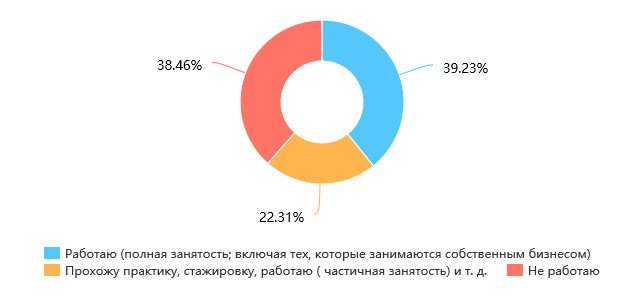 38.46%
39.23%
22.31%
Работаю (полная занятость; включая тех, которые занимаются собственным бизнесом)
Прохожу практику, стажировку, работаю ( частичная занятость) и т. д. Не работаю